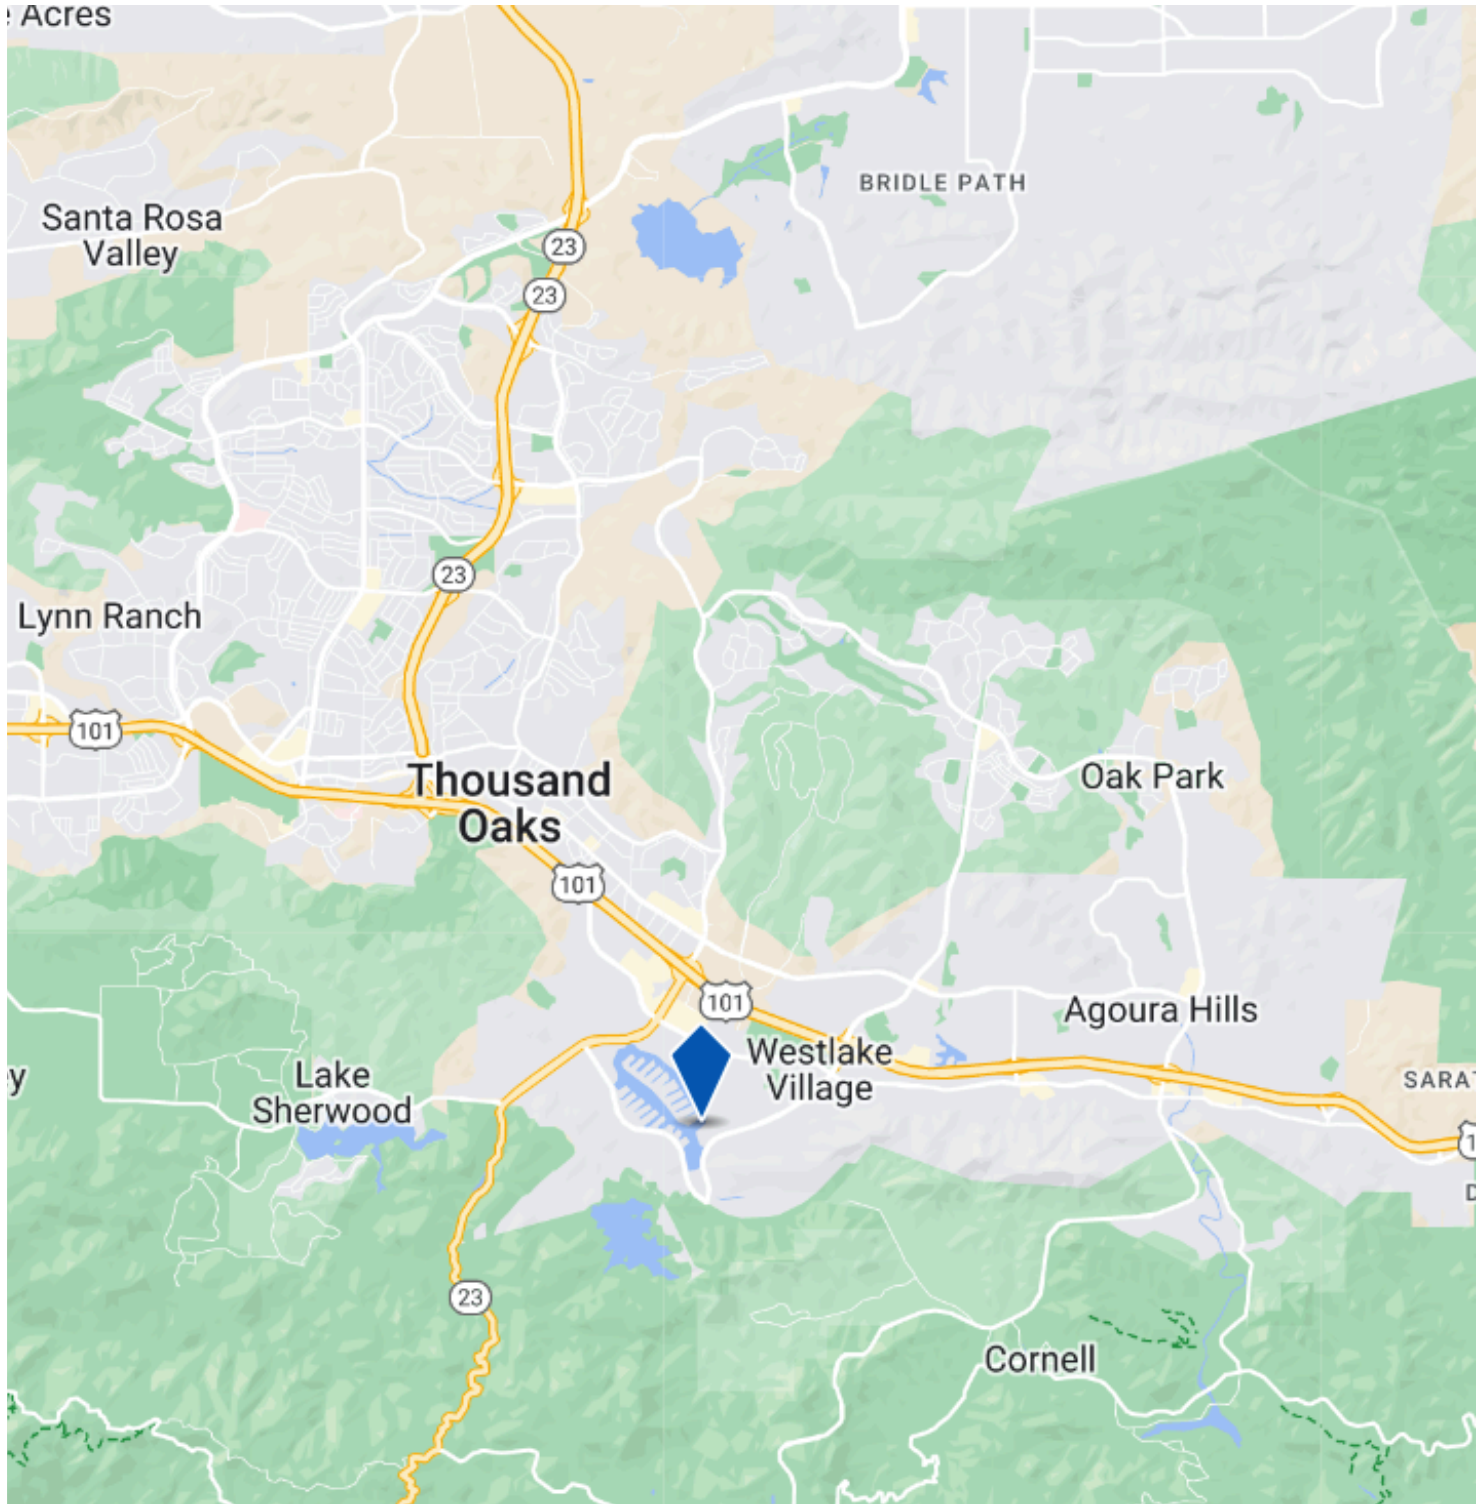 Acres
BRIDLE PATH
Santa Rosa
Valley
23
23
23
Lynn Ranch
101
Thousand
Oaks
Oak Park
101
101
Agoura Hills
Westlake
Village
Lake
Sherwood
SARAT
23
Cornell